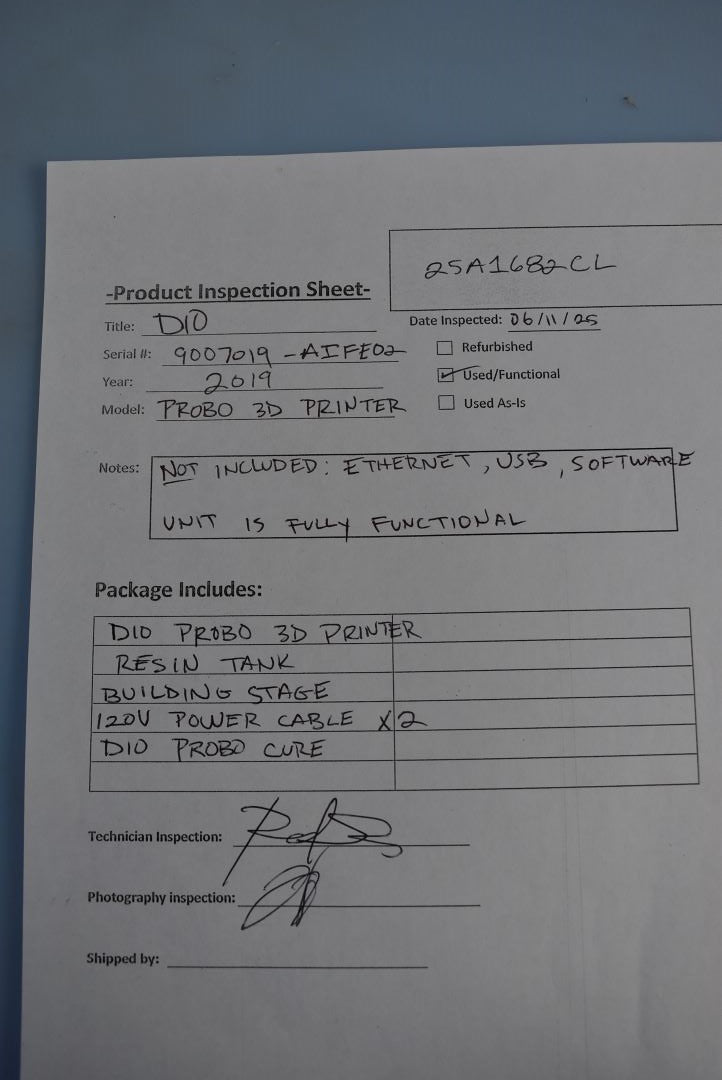 25A1682CL
-Product Inspection Sheet-
Title: DIO
Date Inspected: 06/11/25
Serial #: 9007019-AIFE02
Refurbished
Year: 2019
Used/Functional
Model: PROBO 3D PRINTER
Used As-Is
Notes: NOT INCLUDED: ETHERNET, USB, SOFTWARE
UNIT IS FULLY FUNCTIONAL
Package Includes:
DIO PROBO 3D PRINTER
RESIN TANK
BUILDING STAGE
120V POWER CABLE X2
DIO PROBO CURE
Technician Inspection:
Photography inspection:
Shipped by: